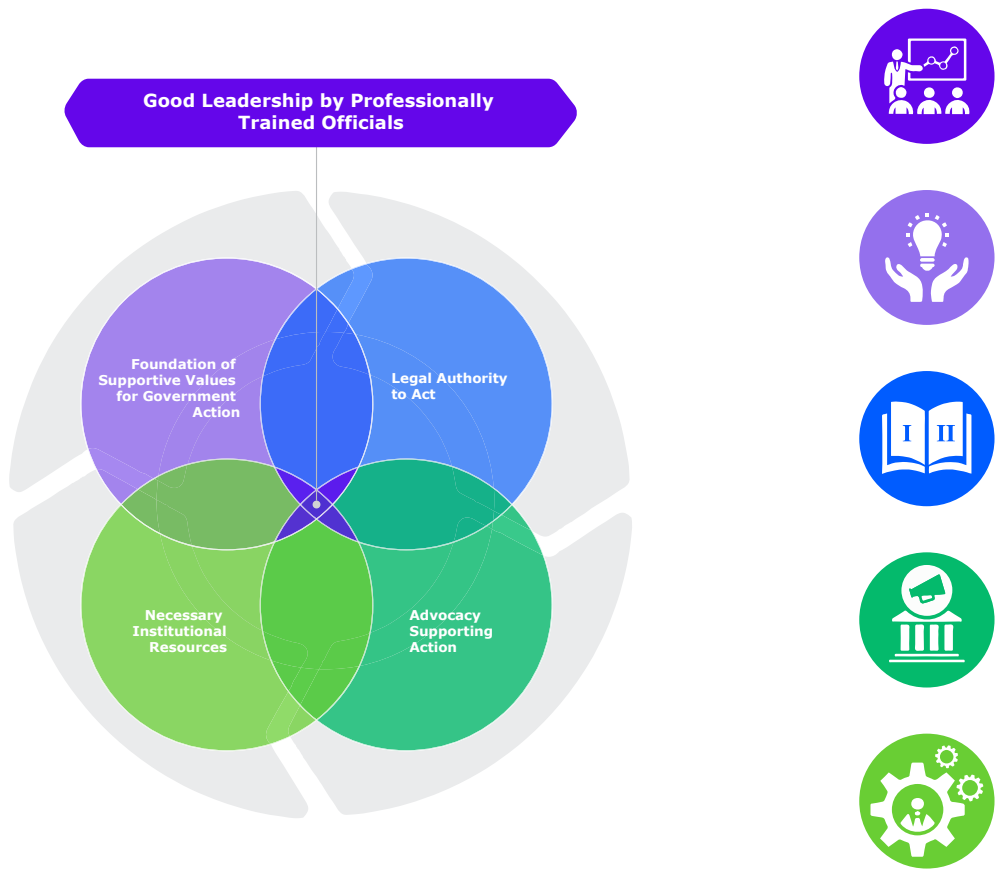 Good Leadership by Professionally
Trained Officials
Foundation of
Supportive Values
for Government
Action
Legal Authority
to Act
Necessary
Institutional
Resources
Advocacy
Supporting
Action
I II